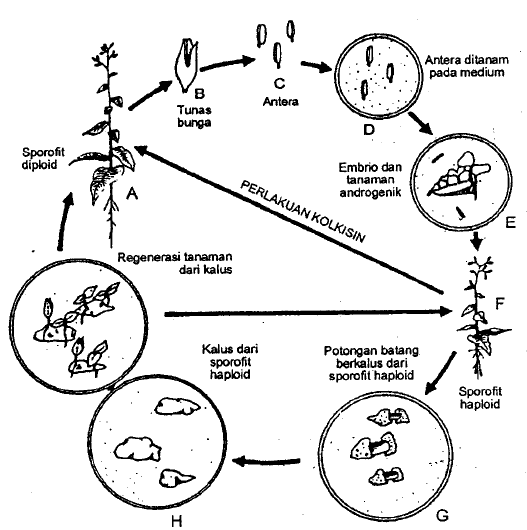 B
Tunas
bunga
C
Antera
D
Antera ditanam
pada medium
Sporofit
diploid
A
Embrio dan
tanaman
androgenik
E
PERLAKUAN KOLKISIN
Regenerasi tanaman
dari kalus
F
Sporofit
haploid
Kalus dari
sporofit
haploid
Potongan batang
berkalus dari
sporofit haploid
G
H